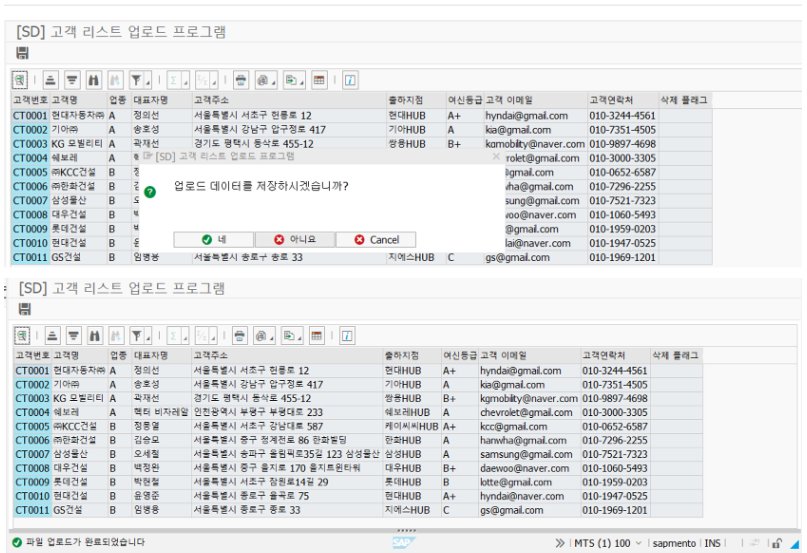 [SD] 고객 리스트 업로드 프로그램
고객번호 고객명 업종 대표자명 고객주소 출하지점 여신등급 고객 이메일 고객연락처 삭제 플래그
CT0001 현대자동차㈜ A 정의선 서울특별시 서초구 헌릉로 12 현대HUB A+ hyndai@gmail.com 010-3244-4561
CT0002 기아㈜ A 송호성 서울특별시 강남구 압구정로 417 기아HUB A kia@gmail.com 010-7351-4505
CT0003 KG 모빌리티 A 곽재선 경기도 평택시 동삭로 455-12 쌍용HUB B+ kgmobility@naver.com 010-9897-4698
CT0004 쉐보레 A [SD] 고객 리스트 업로드 프로그램 rolet@gmail.com 010-3000-3305
CT0005 ㈜KCC건설 B @gmail.com 010-0652-6587
CT0006 ㈜한화건설 B 업로드 데이터를 저장하시겠습니까? wha@gmail.com 010-7296-2255
CT0007 삼성물산 B sung@gmail.com 010-7521-7323
CT0008 대우건설 B woo@naver.com 010-1060-5493
CT0009 롯데건설 B @gmail.com 010-1959-0203
CT0010 현대건설 B 네 아니요 Cancel dai@naver.com 010-1947-0525
CT0011 GS건설 B 임병용 서울특별시 종로구 종로 33 지에스HUB C gs@gmail.com 010-1969-1201
[SD] 고객 리스트 업로드 프로그램
고객번호 고객명 업종 대표자명 고객주소 출하지점 여신등급 고객 이메일 고객연락처 삭제 플래그
CT0001 현대자동차㈜ A 정의선 서울특별시 서초구 헌릉로 12 현대HUB A+ hyndai@gmail.com 010-3244-4561
CT0002 기아㈜ A 송호성 서울특별시 강남구 압구정로 417 기아HUB A kia@gmail.com 010-7351-4505
CT0003 KG 모빌리티 A 곽재선 경기도 평택시 동삭로 455-12 쌍용HUB B+ kgmobility@naver.com 010-9897-4698
CT0004 쉐보레 A 헥터 비자레알 인천광역시 부평구 부평대로 233 쉐보레HUB A chevrolet@gmail.com 010-3000-3305
CT0005 ㈜KCC건설 B 정몽열 서울특별시 서초구 강남대로 587 케이씨씨HUB A+ kcc@gmail.com 010-0652-6587
CT0006 ㈜한화건설 B 김승모 서울특별시 중구 청계천로 86 한화빌딩 한화HUB A hanwha@gmail.com 010-7296-2255
CT0007 삼성물산 B 오세철 서울특별시 송파구 올림픽로35길 123 삼성물산 삼성HUB A samsung@gmail.com 010-7521-7323
CT0008 대우건설 B 백정완 서울특별시 중구 을지로 170 을지트윈타워 대우HUB B+ daewoo@naver.com 010-1060-5493
CT0009 롯데건설 B 박현철 서울특별시 서초구 잠원로14길 29 롯데HUB B lotte@gmail.com 010-1959-0203
CT0010 현대건설 B 윤영준 서울특별시 종로구 율곡로 75 현대HUB A+ hyndai@naver.com 010-1947-0525
CT0011 GS건설 B 임병용 서울특별시 종로구 종로 33 지에스HUB C gs@gmail.com 010-1969-1201
파일 업로드가 완료되었습니다 SAP MTS (1) 100 sapmento INS